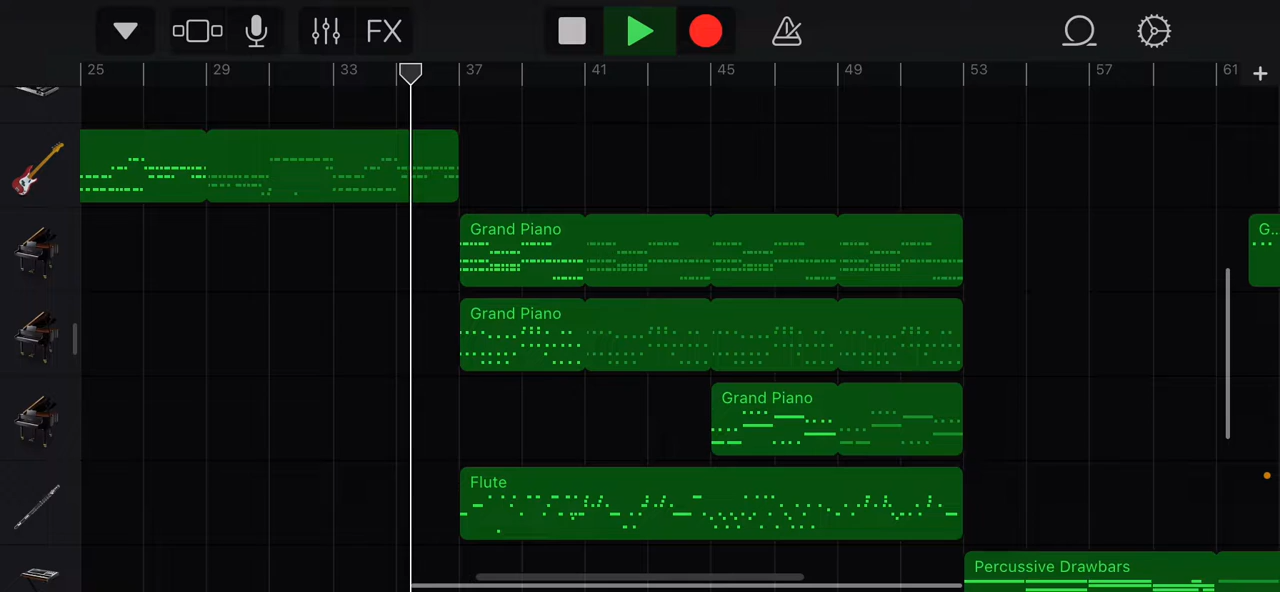 FX
25 29 33 37 41 45 49 53 57 61
Grand Piano
G...
Grand Piano
Grand Piano
Flute
Percussive Drawbars